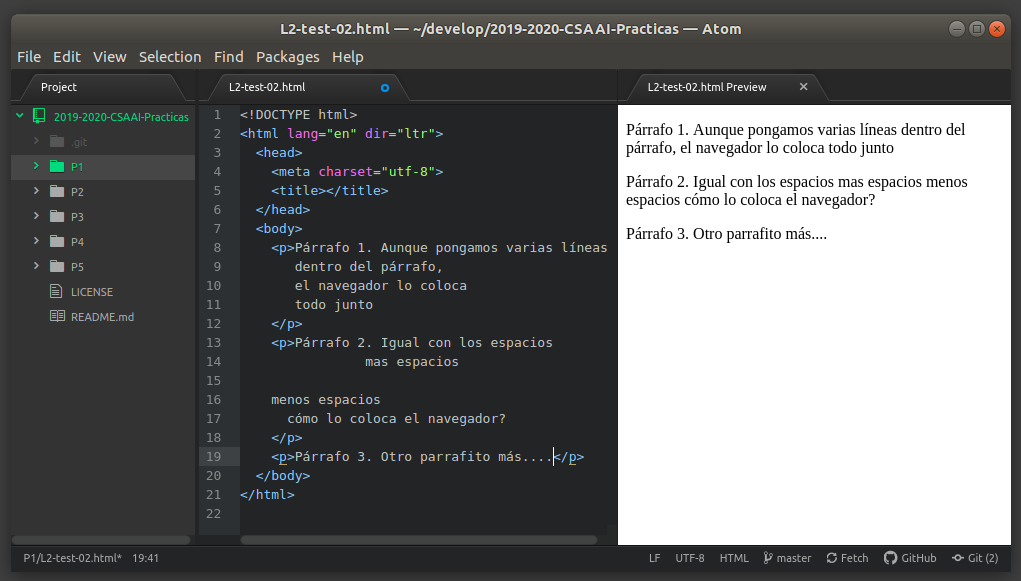 L2-test-02.html — ~/develop/2019-2020-CSAAI-Practicas — Atom
File Edit View Selection Find Packages Help
Project
L2-test-02.html
L2-test-02.html Preview
2019-2020-CSAAI-Practicas
.git
P1
P2
P3
P4
P5
LICENSE
README.md
1 <!DOCTYPE html>
2 <html lang="en" dir="ltr">
3 <head>
4 <meta charset="utf-8">
5 <title></title>
6 </head>
7 <body>
8 <p>Párrafo 1. Aunque pongamos varias líneas
9 dentro del párrafo,
10 el navegador lo coloca
11 todo junto
12 </p>
13 <p>Párrafo 2. Igual con los espacios
14 mas espacios
15
16 menos espacios
17 cómo lo coloca el navegador?
18 </p>
19 <p>Párrafo 3. Otro parrafito más....</p>
20 </body>
21 </html>
22
Párrafo 1. Aunque pongamos varias líneas dentro del
párrafo, el navegador lo coloca todo junto
Párrafo 2. Igual con los espacios mas espacios menos
espacios cómo lo coloca el navegador?
Párrafo 3. Otro parrafito más....
P1/L2-test-02.html* 19:41
LF UTF-8 HTML master Fetch GitHub Git (2)